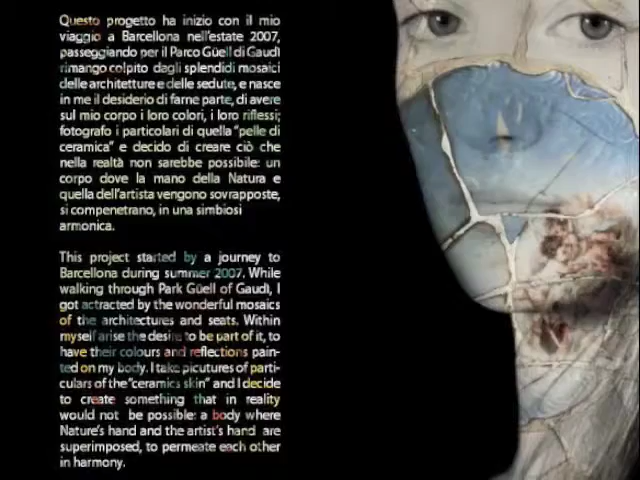 Questo progetto ha inizio con il mio
viaggio a Barcellona nell'estate 2007,
passeggiando per il Parco Güell di Gaudì
rimango colpito dagli splendidi mosaici
delle architetture e delle sedute, e nasce
in me il desiderio di farne parte, di avere
sul mio corpo i loro colori, i loro riflessi;
fotografo i particolari di quella "pelle di
ceramica" e decido di creare ciò che
nella realtà non sarebbe possibile: un
corpo dove la mano della Natura e
quella dell'artista vengono sovrapposte,
si compenetrano, in una simbiosi
armonica.
This project started by a journey to
Barcellona during summer 2007. While
walking through Park Güell of Gaudì, I
got actracted by the wonderful mosaics
of the architectures and seats. Within
myself arise the desire to be part of it, to
have their colours and reflections pain-
ted on my body. I take picutures of parti-
culars of the "ceramics skin" and I decide
to create something that in reality
would not be possible: a body where
Nature's hand and the artist's hand are
superimposed, to permeate each other
in harmony.